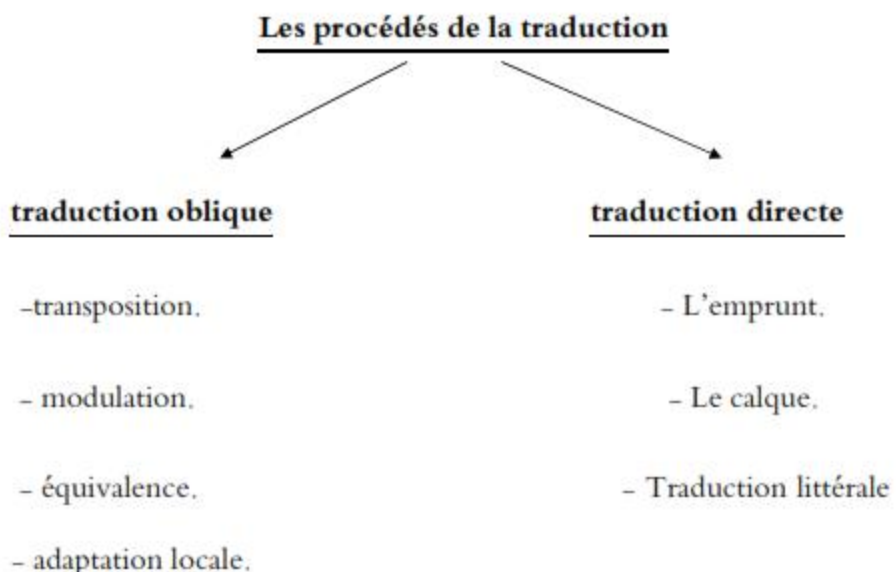 Les procédés de la traduction
traduction oblique
-transposition.
- modulation.
- équivalence.
- adaptation locale.
traduction directe
- L'emprunt.
- Le calque.
- Traduction littérale